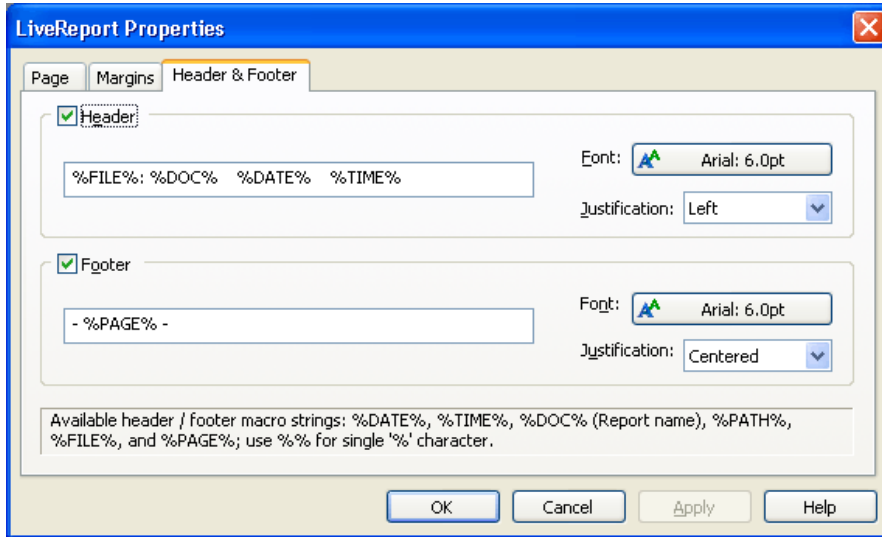 LiveReport Properties
Page Margins Header & Footer
Header
%FILE%: %DOC% %DATE% %TIME%
Font: Arial: 6.0pt
Justification: Left
Footer
- %PAGE% -
Font: Arial: 6.0pt
Justification: Centered
Available header / footer macro strings: %DATE%, %TIME%, %DOC% (Report name), %PATH%,
%FILE%, and %PAGE%; use %% for single '%' character.
OK Cancel Apply Help